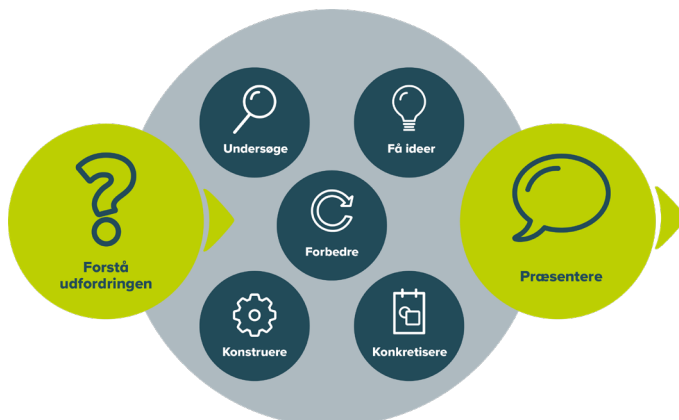 Undersøge
Få ideer
Forstå
udfordringen
Forbedre
Præsentere
Konstruere
Konkretisere